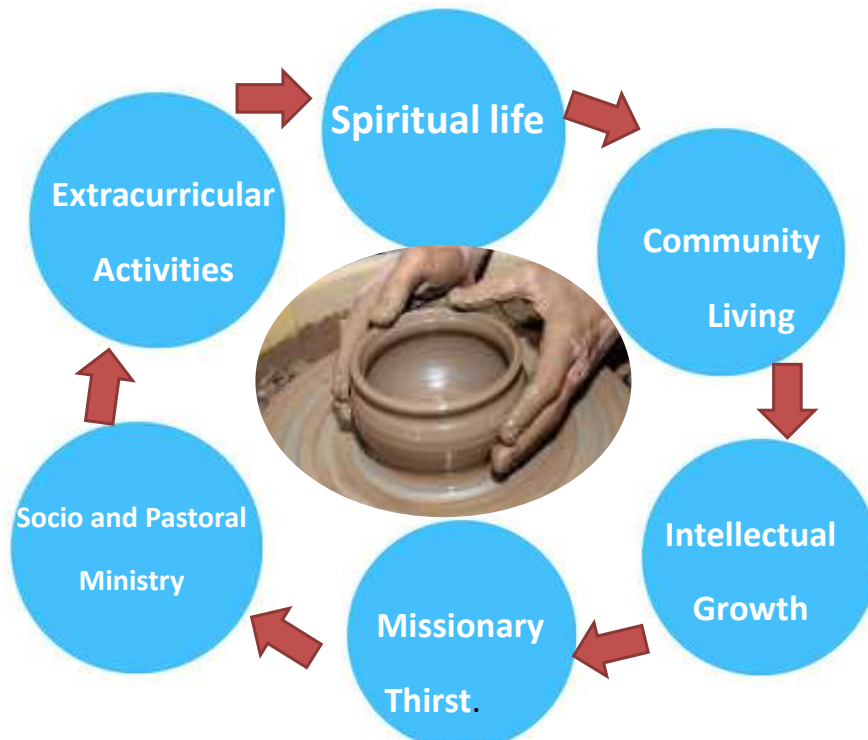 Spiritual life
Community
Living
Intellectual
Growth
Missionary
Thirst.
Socio and Pastoral
Ministry
Extracurricular
Activities